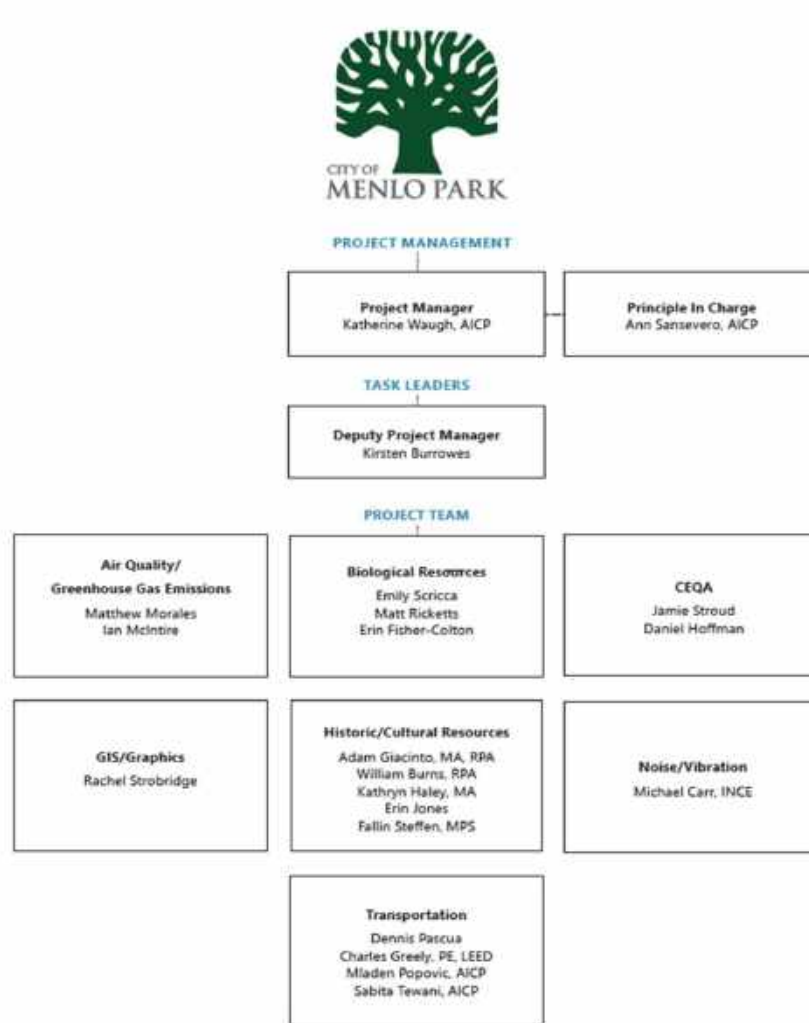 CITY OF
MENLO PARK
PROJECT MANAGEMENT
Project Manager
Katherine Waugh, AICP
Principle In Charge
Ann Sansevero, AICP
TASK LEADERS
Deputy Project Manager
Kirsten Burrowes
PROJECT TEAM
Air Quality/
Greenhouse Gas Emissions
Matthew Morales
Ian McIntire
Biological Resources
Emily Scricca
Matt Ricketts
Erin Fisher-Colton
CEQA
Jamie Stroud
Daniel Hoffman
GIS/Graphics
Rachel Strobridge
Historic/Cultural Resources
Adam Giacinto, MA, RPA
William Burns, RPA
Kathryn Haley, MA
Erin Jones
Fallin Steffen, MPS
Noise/Vibration
Michael Carr, INCE
Transportation
Dennis Pascua
Charles Greely, PE, LEED
Mladen Popovic, AICP
Sabita Tewani, AICP